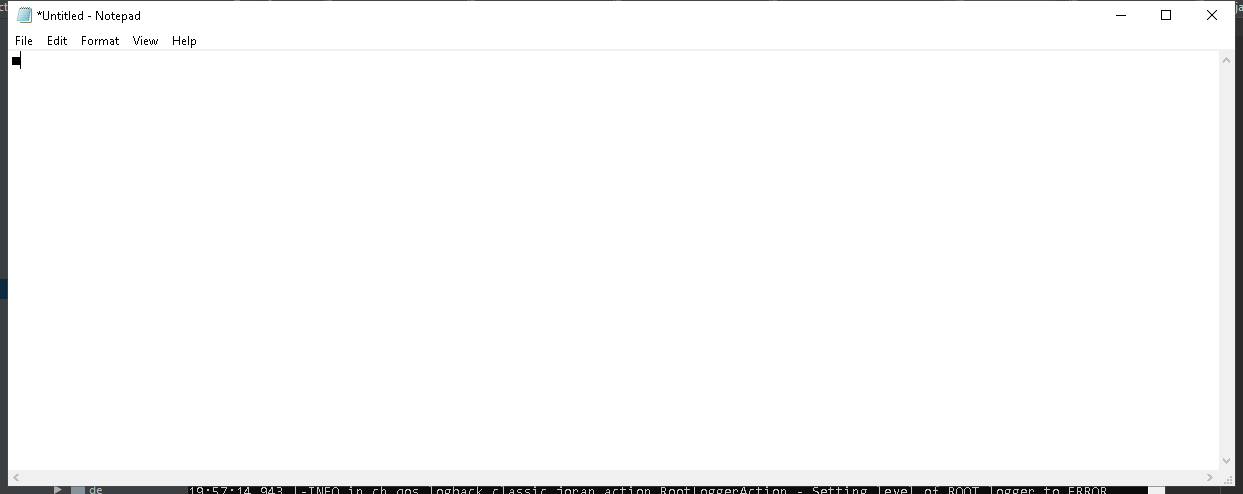 *Untitled - Notepad
File Edit Format View Help
■
de
19:57:14,943 |-INFO in ch.qos.logback.classic.joran.action.RootLoggerAction - Setting level of ROOT logger to ERROR